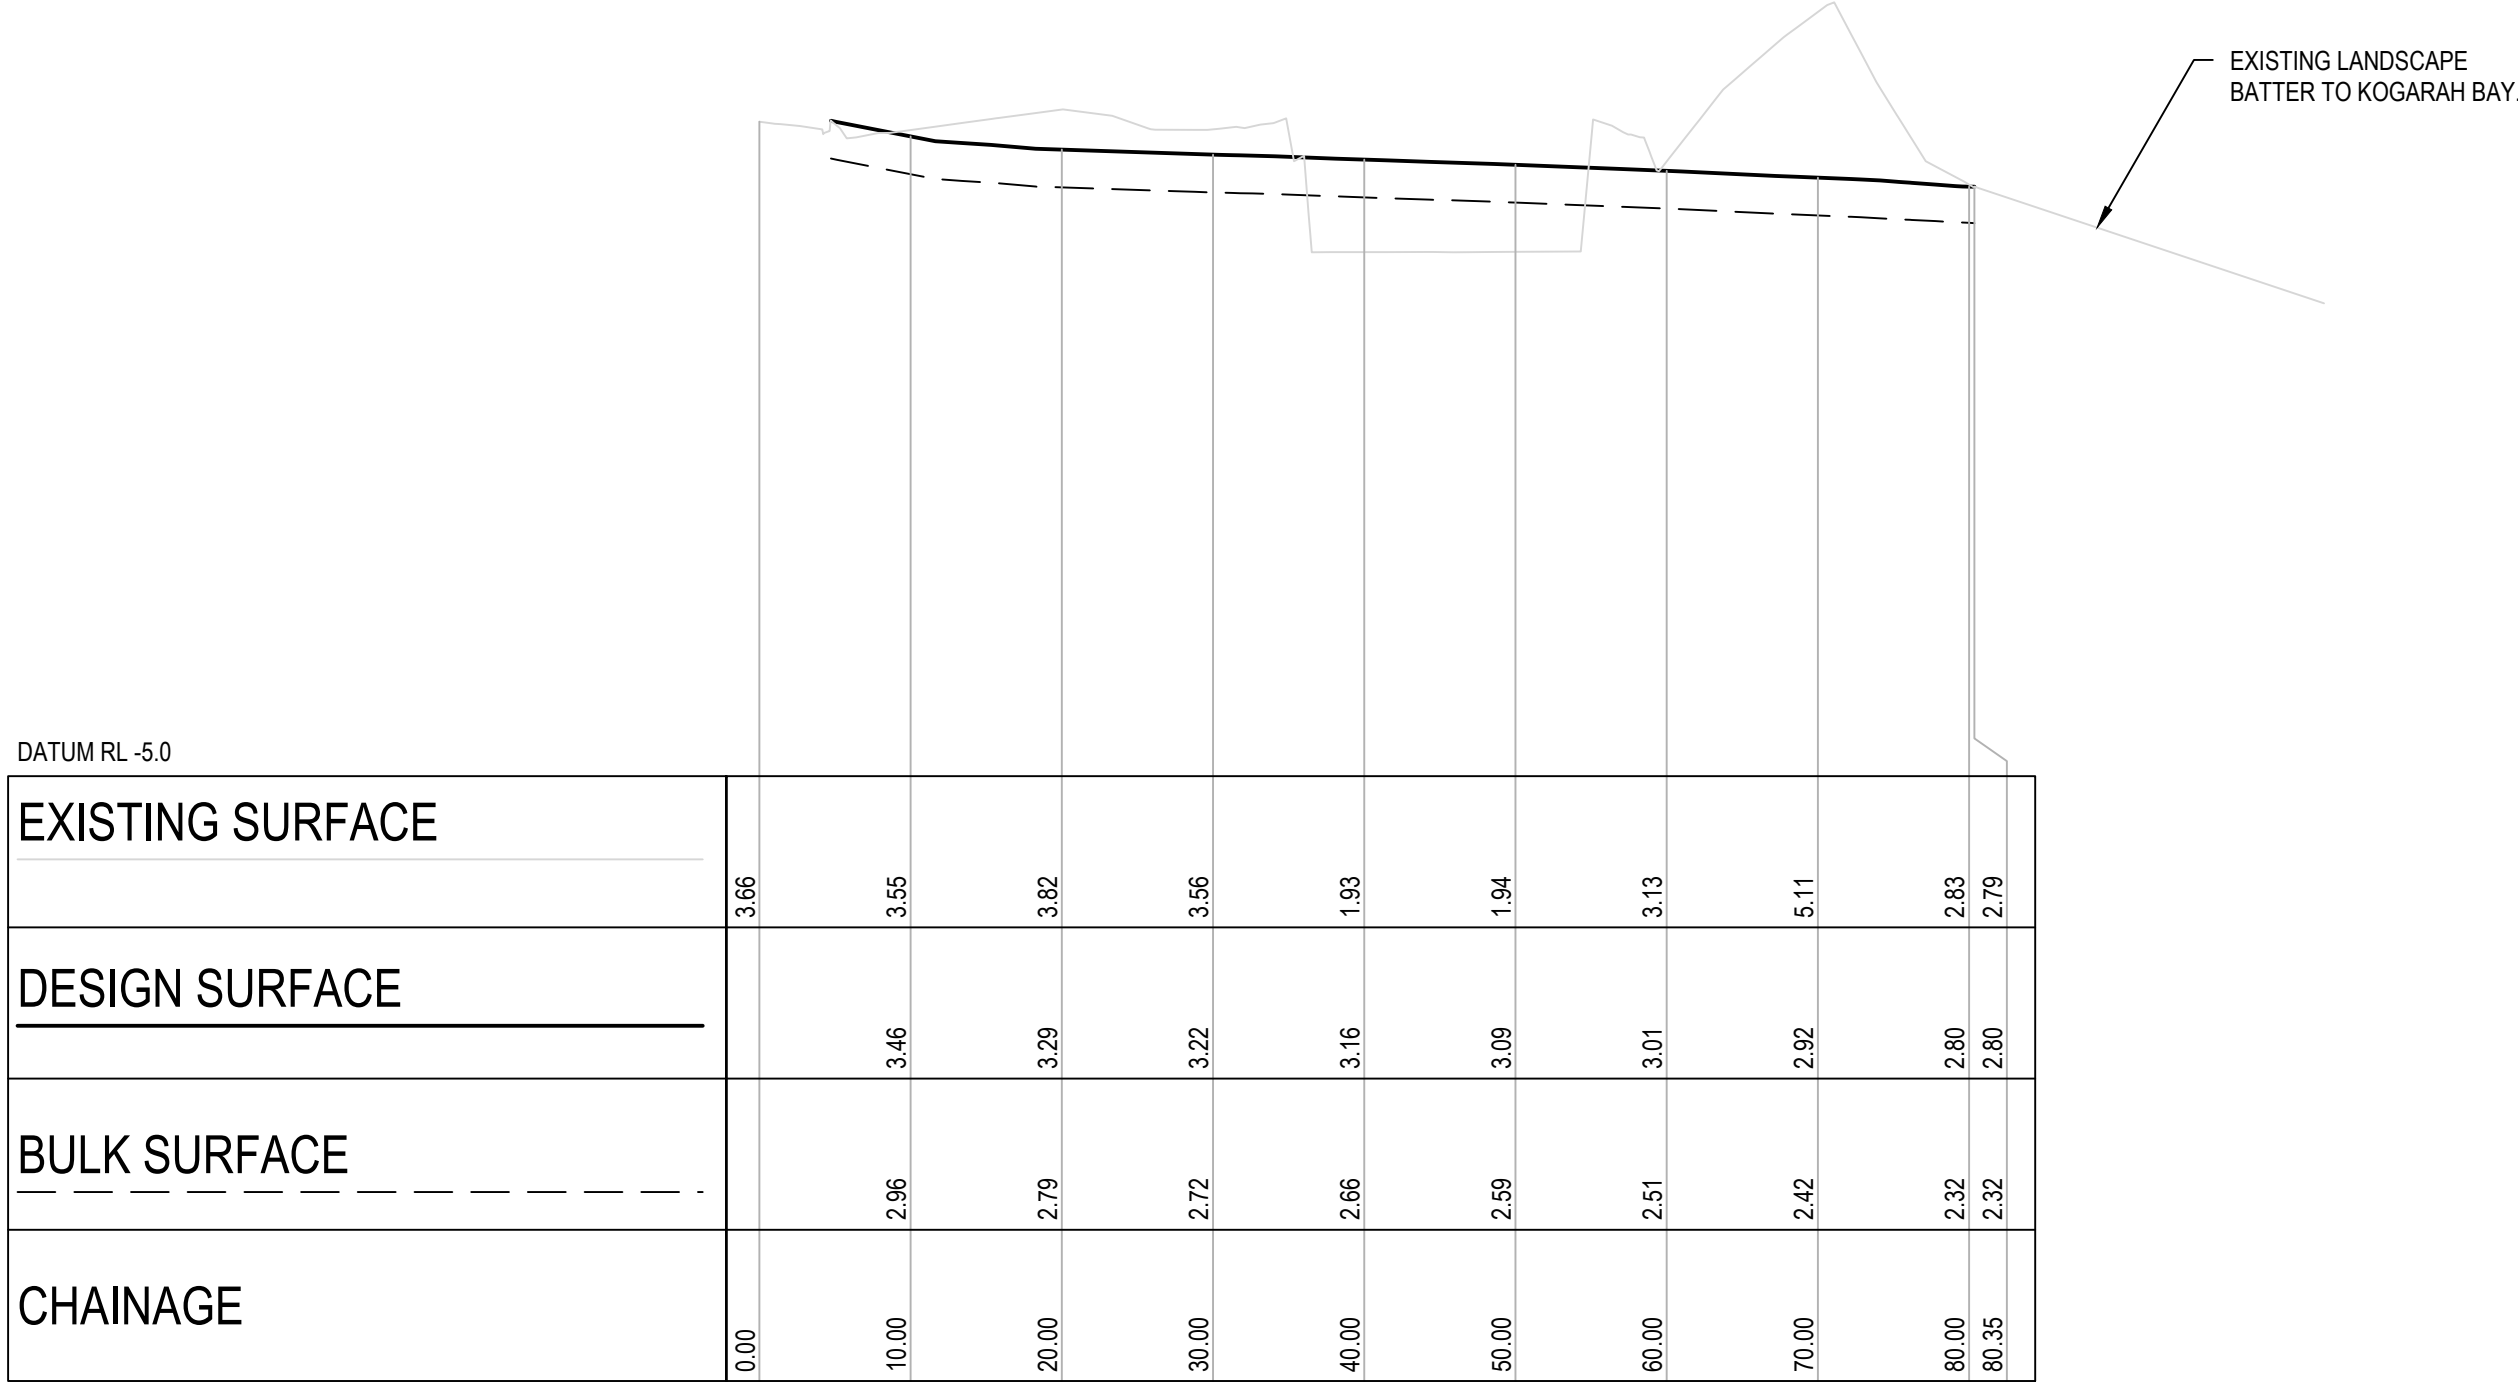 EXISTING LANDSCAPE
BATTER TO KOGARAH BAY.
DATUM RL -5.0
EXISTING SURFACE
3.66 3.55 3.82 3.56 1.93 1.94 3.13 5.11 2.83 2.79
DESIGN SURFACE
3.46 3.29 3.22 3.16 3.09 3.01 2.92 2.80 2.80
BULK SURFACE
2.96 2.79 2.72 2.66 2.59 2.51 2.42 2.32 2.32
CHAINAGE
0.00 10.00 20.00 30.00 40.00 50.00 60.00 70.00 80.00 80.35